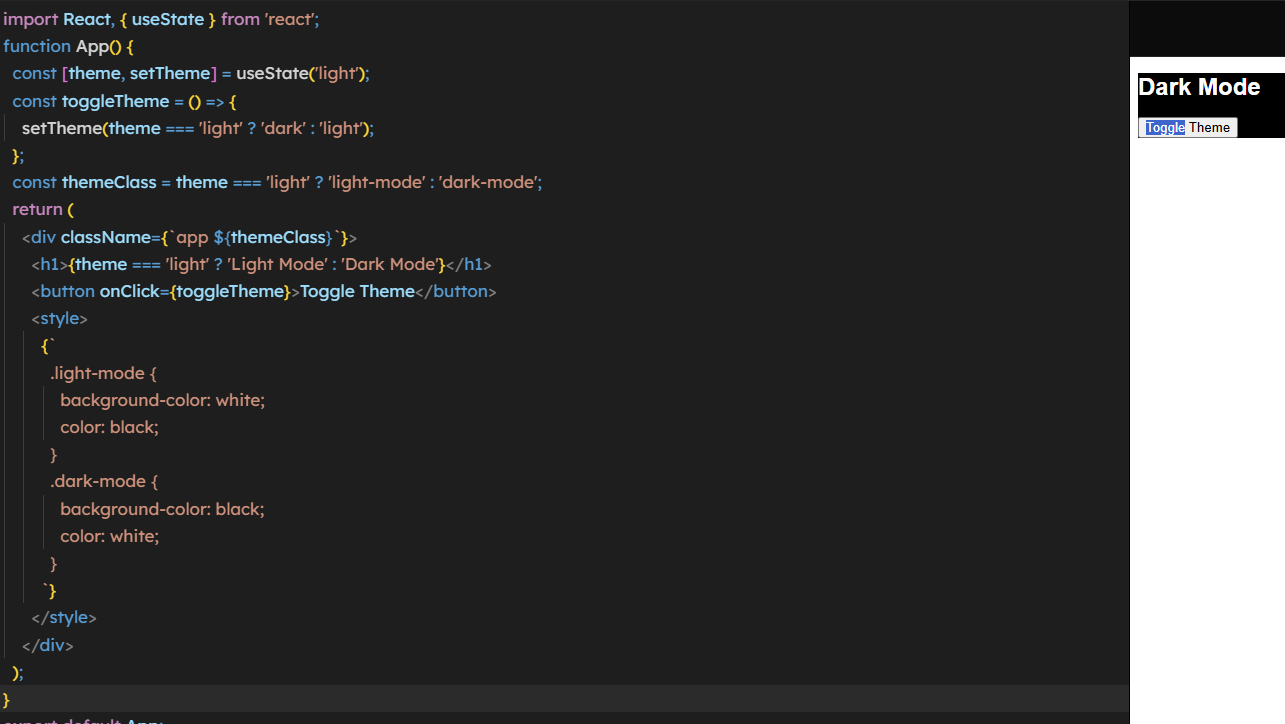 import React, { useState } from 'react';
function App() {
const [theme, setTheme] = useState('light');
const toggleTheme = () => {
setTheme(theme === 'light' ? 'dark' : 'light');
};
const themeClass = theme === 'light' ? 'light-mode' : 'dark-mode';
return (
<div className={`app ${themeClass}`}>
<h1>{theme === 'light' ? 'Light Mode' : 'Dark Mode'}</h1>
<button onClick={toggleTheme}>Toggle Theme</button>
<style>
{`
.light-mode {
background-color: white;
color: black;
}
.dark-mode {
background-color: black;
color: white;
}
`}
</style>
</div>
);
}
export default App;
Dark Mode
Toggle Theme